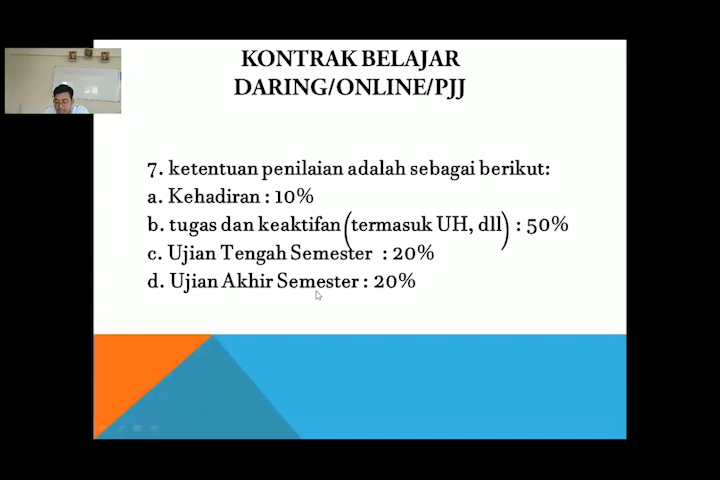 KONTRAK BELAJAR
DARING/ONLINE/PJJ
7. ketentuan penilaian adalah sebagai berikut:
a. Kehadiran : 10%
b. tugas dan keaktifan (termasuk UH, dll) : 50%
c. Ujian Tengah Semester : 20%
d. Ujian Akhir Semester : 20%